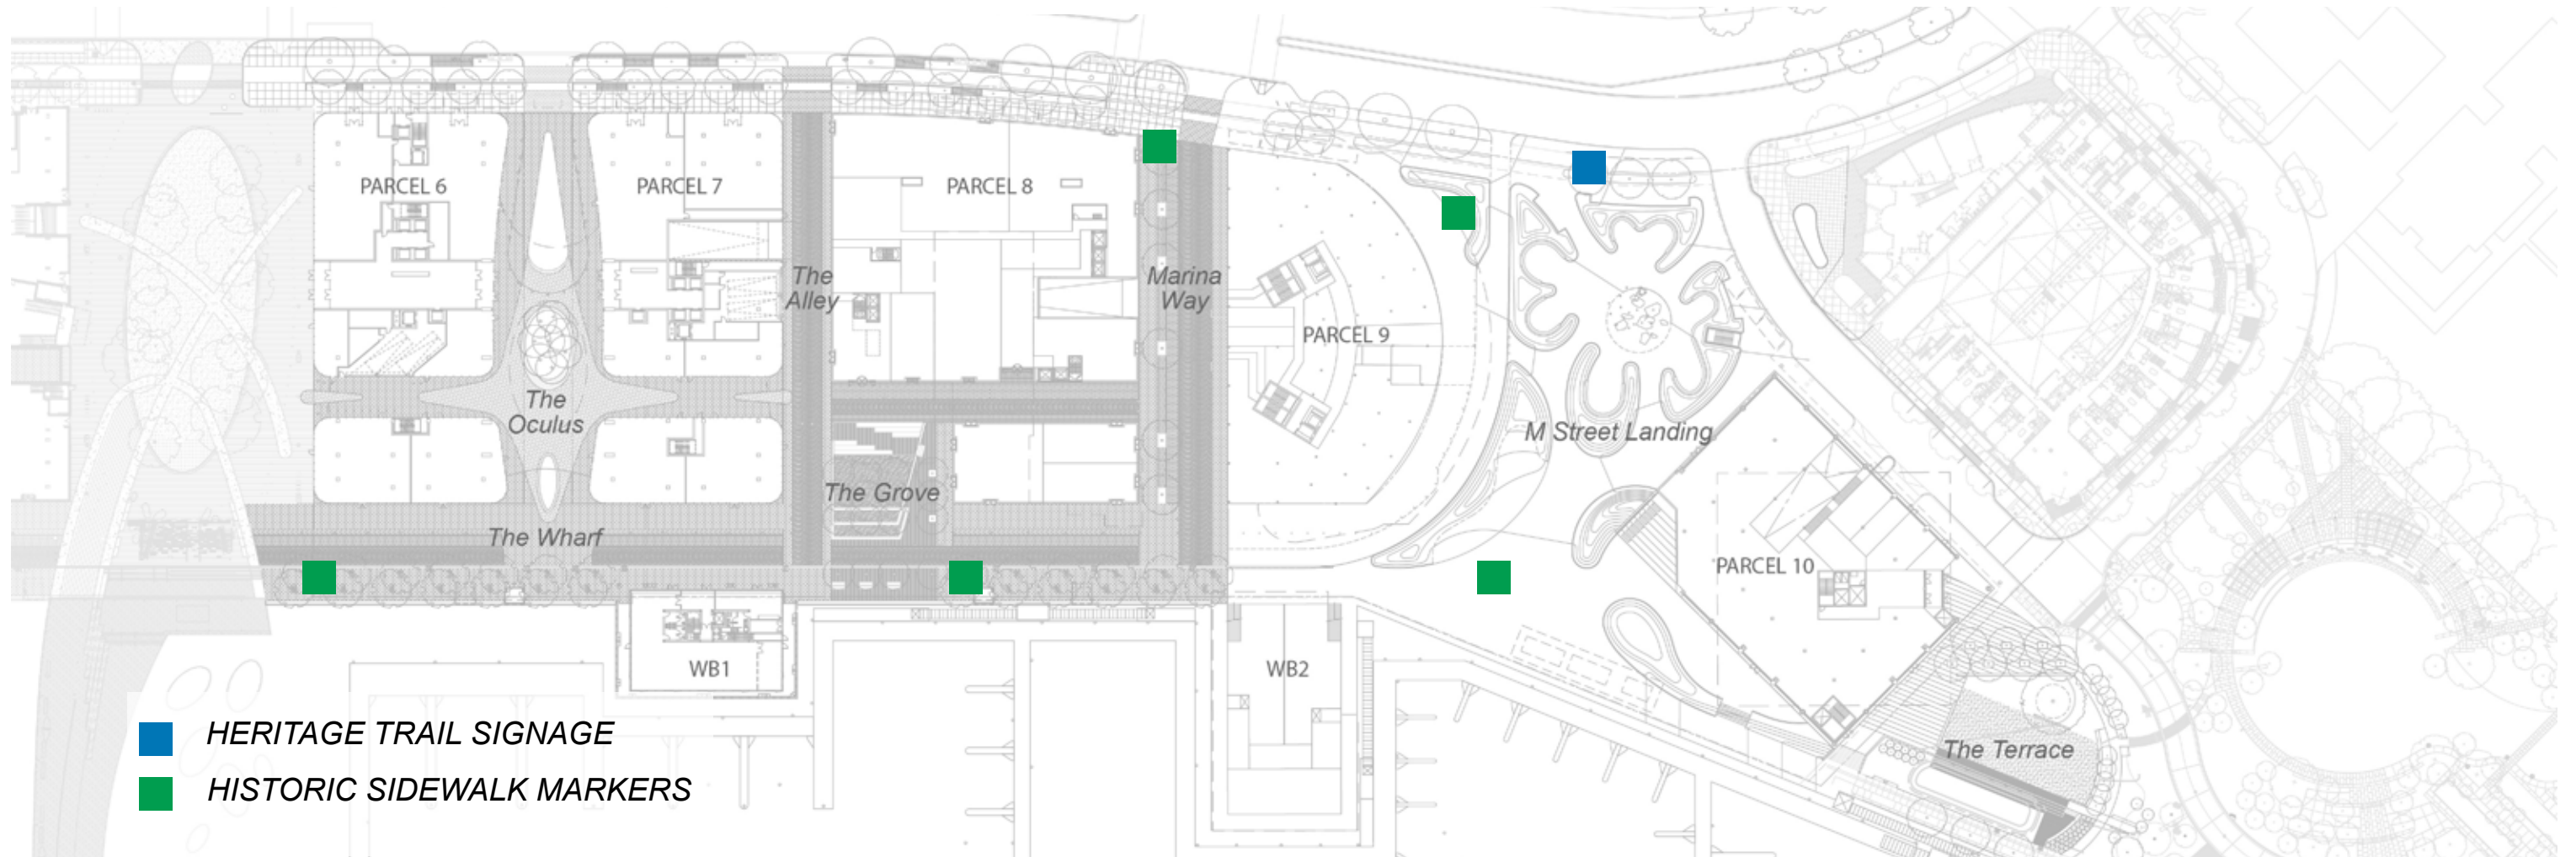 PARCEL 6
PARCEL 7
PARCEL 8
The
Alley
Marina
Way
PARCEL 9
The
Oculus
M Street Landing
The Grove
The Wharf
PARCEL 10
WB1
WB2
The Terrace
HERITAGE TRAIL SIGNAGE
HISTORIC SIDEWALK MARKERS